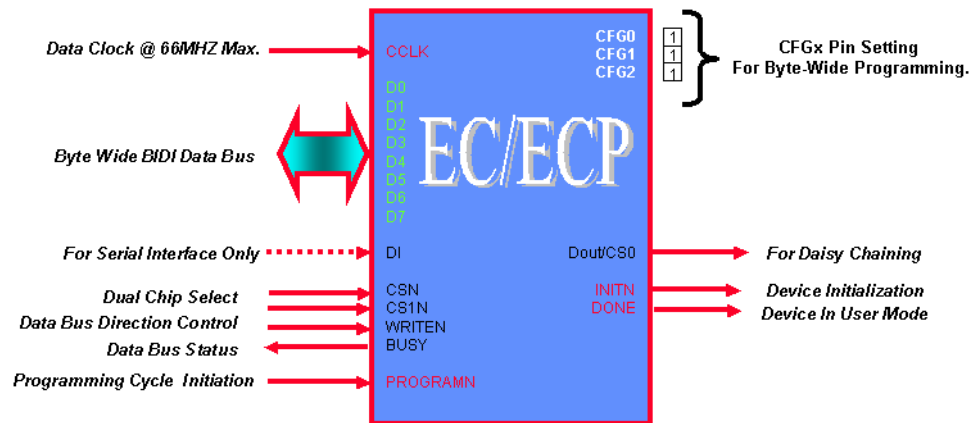 Data Clock @ 66MHZ Max.
CCLK
CFG0 1
CFG1 1
CFG2 1
CFGx Pin Setting
For Byte-Wide Programming.
D0
D1
D2
D3
D4
D5
D6
D7
EC/ECP
Byte Wide BIDI Data Bus
For Serial Interface Only
DI
Dout/CS0
For Daisy Chaining
Dual Chip Select
CSN
CS1N
INITN
Device Initialization
DONE
Device In User Mode
Data Bus Direction Control
WRITEN
Data Bus Status
BUSY
Programming Cycle Initiation
PROGRAMN